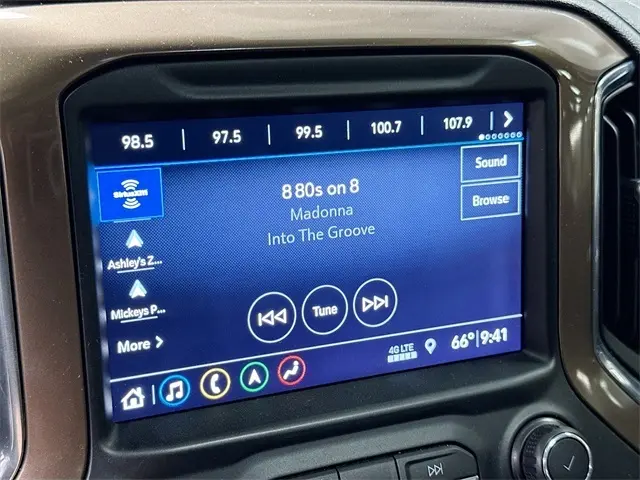 98.5 | 97.5 | 99.5 | 100.7 | 107.9
SiriusXM
8 80s on 8
Madonna
Into The Groove
Sound
Browse
Ashley's Z...
Mickeys P...
More
Tune
4G LTE
66° 9:41